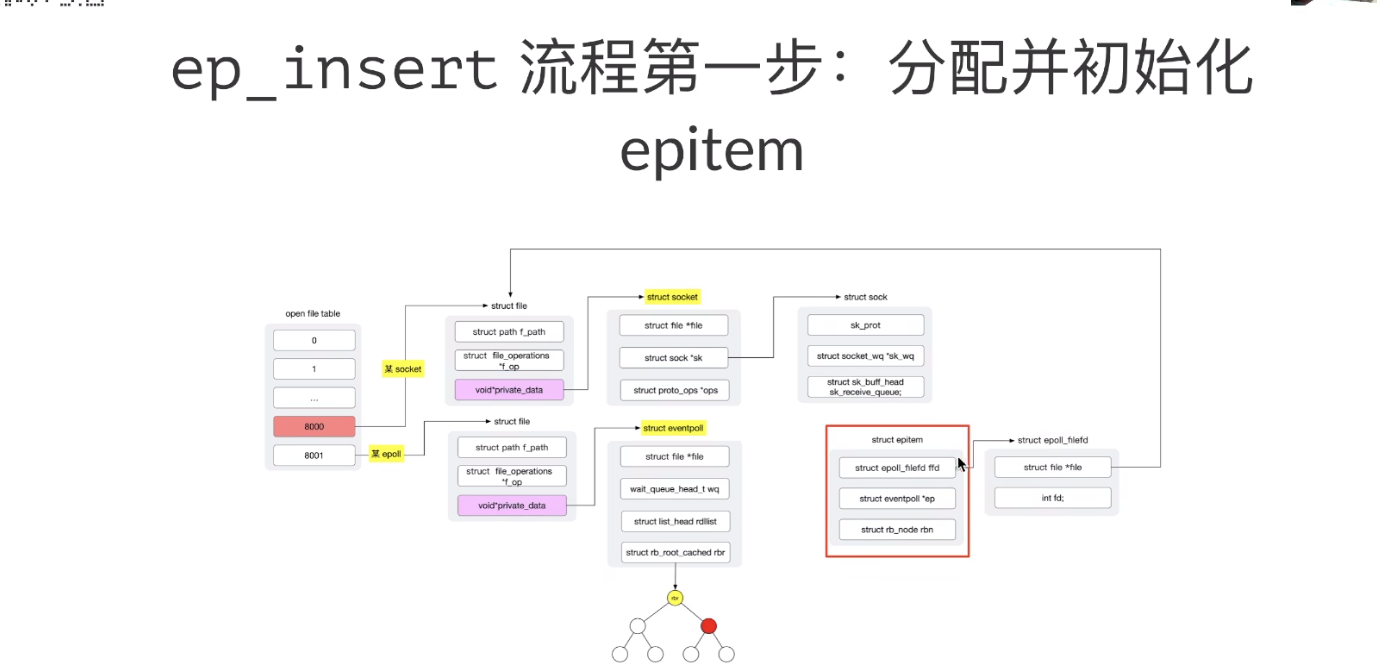 ep_insert 流程第一步：分配并初始化
epitem
open file table
0
1
...
8000
8001
某 socket
某 epoll
struct file
struct path f_path
struct file_operations
*f_op
void*private_data
struct socket
struct file *file
struct sock *sk
struct proto_ops *ops
struct sock
sk_prot
struct socket_wq *sk_wq
struct sk_buff_head
sk_receive_queue;
struct file
struct path f_path
struct file_operations
*f_op
void*private_data
struct eventpoll
struct file *file
wait_queue_head_t wq
struct list_head rdllist
struct rb_root_cached rbr
rbr
struct epitem
struct epoll_filefd ffd
struct eventpoll *ep
struct rb_node rbn
struct epoll_filefd
struct file *file
int fd;